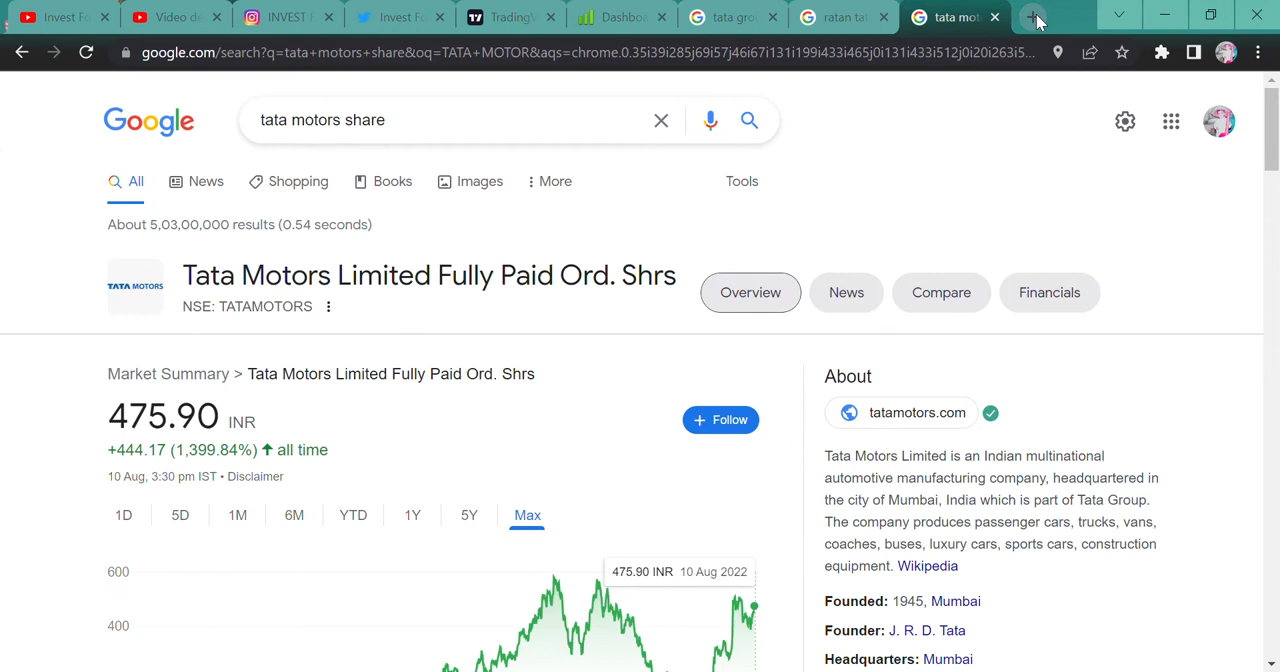 Invest Fo
Video de
INVEST
Invest Fo
TradingV
Dashboa
tata gro
ratan tat
tata mot
google.com/search?q=tata+motors+share&oq=TATA+MOTOR&aqs=chrome.0.35i39i285j69i57j46i67i131i199i433i465j0i131i433i512j0i20i263i5...
Google
tata motors share
All News Shopping Books Images More Tools
About 5,03,00,000 results (0.54 seconds)
TATA MOTORS
Tata Motors Limited Fully Paid Ord. Shrs
NSE: TATAMOTORS
Overview News Compare Financials
Market Summary > Tata Motors Limited Fully Paid Ord. Shrs
475.90 INR
+ Follow
+444.17 (1,399.84%) ↑ all time
10 Aug, 3:30 pm IST • Disclaimer
1D 5D 1M 6M YTD 1Y 5Y Max
600
475.90 INR 10 Aug 2022
400
About
tatamotors.com
Tata Motors Limited is an Indian multinational
automotive manufacturing company, headquartered in
the city of Mumbai, India which is part of Tata Group.
The company produces passenger cars, trucks, vans,
coaches, buses, luxury cars, sports cars, construction
equipment. Wikipedia
Founded: 1945, Mumbai
Founder: J. R. D. Tata
Headquarters: Mumbai